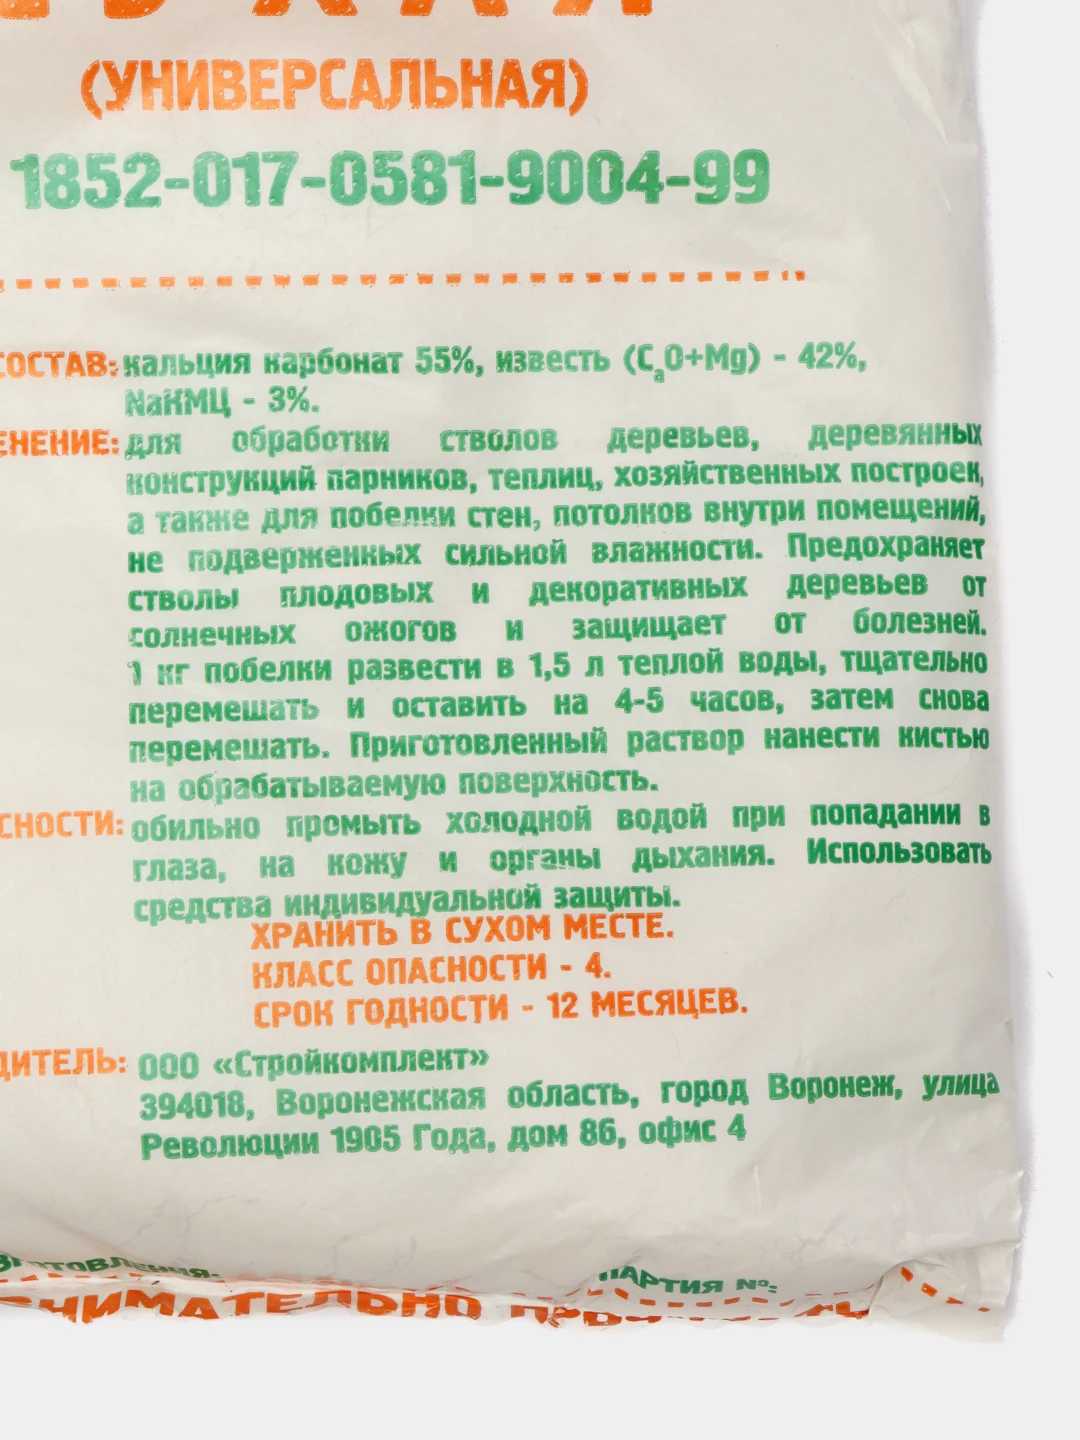 (УНИВЕРСАЛЬНАЯ)
1852-017-0581-9004-99
СОСТАВ: кальция карбонат 55%, известь (CaO+Mg) - 42%,
NaКМЦ - 3%.
ЕНЕНИЕ: для обработки стволов деревьев, деревянных
конструкций парников, теплиц, хозяйственных построек,
а также для побелки стен, потолков внутри помещений,
не подверженных сильной влажности. Предохраняет
стволы плодовых и декоративных деревьев от
солнечных ожогов и защищает от болезней.
1 кг побелки развести в 1,5 л теплой воды, тщательно
перемешать и оставить на 4-5 часов, затем снова
перемешать. Приготовленный раствор нанести кистью
на обрабатываемую поверхность.
СНОСТИ: обильно промыть холодной водой при попадании в
глаза, на кожу и органы дыхания. Использовать
средства индивидуальной защиты.
ХРАНИТЬ В СУХОМ МЕСТЕ.
КЛАСС ОПАСНОСТИ - 4.
СРОК ГОДНОСТИ - 12 МЕСЯЦЕВ.
ДИТЕЛЬ: ООО «Стройкомплект»
394018, Воронежская область, город Воронеж, улица
Революции 1905 Года, дом 86, офис 4
ЗГОТОВЛЕНИЯ: ПАРТИЯ №: